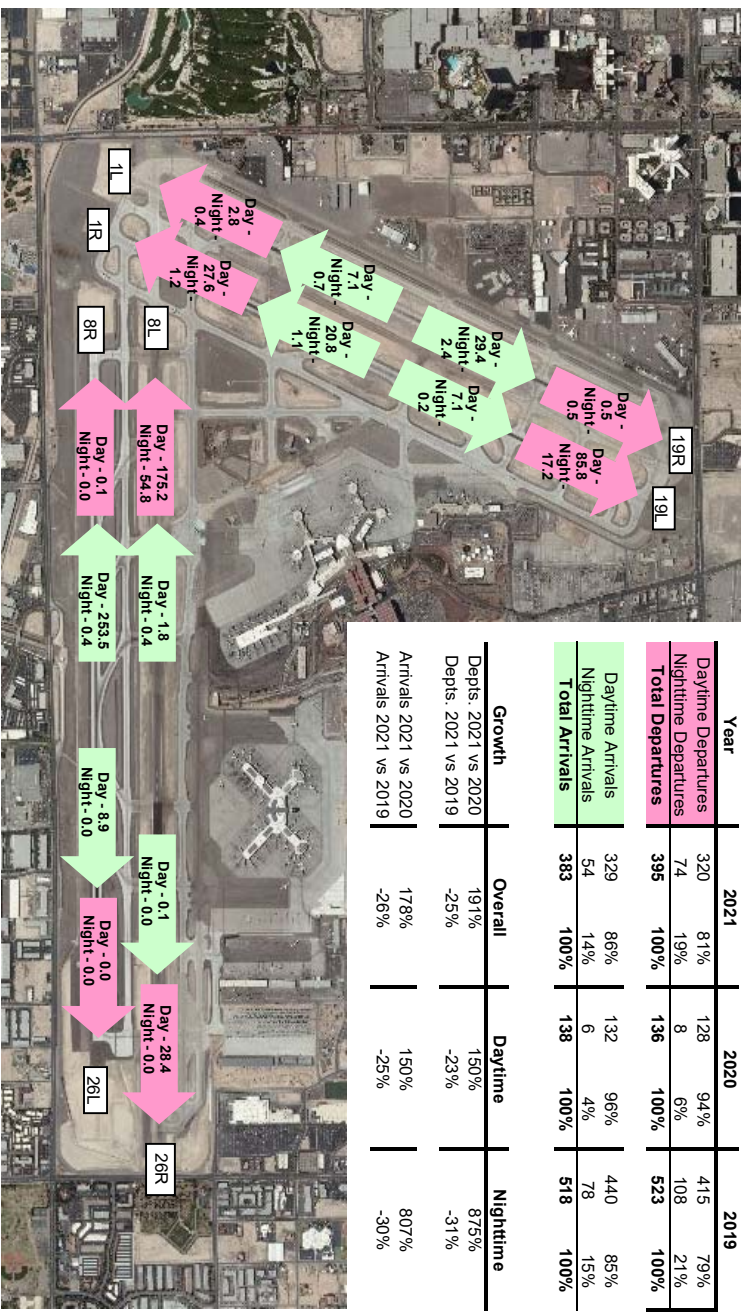 Year 2021 2020 2019
Daytime Departures 320 81% 128 94% 415 79%
Nighttime Departures 74 19% 8 6% 108 21%
Total Departures 395 100% 136 100% 523 100%
Daytime Arrivals 329 86% 132 96% 440 85%
Nighttime Arrivals 54 14% 6 4% 78 15%
Total Arrivals 383 100% 138 100% 518 100%
Growth Overall Daytime Nighttime
Depts. 2021 vs 2020 191% 150% 875%
Depts. 2021 vs 2019 -25% -23% -31%
Arrivals 2021 vs 2020 178% 150% 807%
Arrivals 2021 vs 2019 -26% -25% -30%
19R
19L
Day -
0.5
Night -
0.5
Day -
85.8
Night -
17.2
Day -
29.4
Night -
2.4
Day -
7.1
Night -
0.2
Day -
7.1
Night -
0.7
Day -
20.8
Night -
1.1
Day -
2.8
Night -
0.4
Day -
27.6
Night -
1.2
1L
1R
8L
8R
Day - 175.2
Night - 54.8
Day - 1.8
Night - 0.4
Day - 0.1
Night - 0.0
Day - 28.4
Night - 0.0
26R
Day - 0.1
Night - 0.0
Day - 253.5
Night - 0.4
Day - 8.9
Night - 0.0
Day - 0.0
Night - 0.0
26L